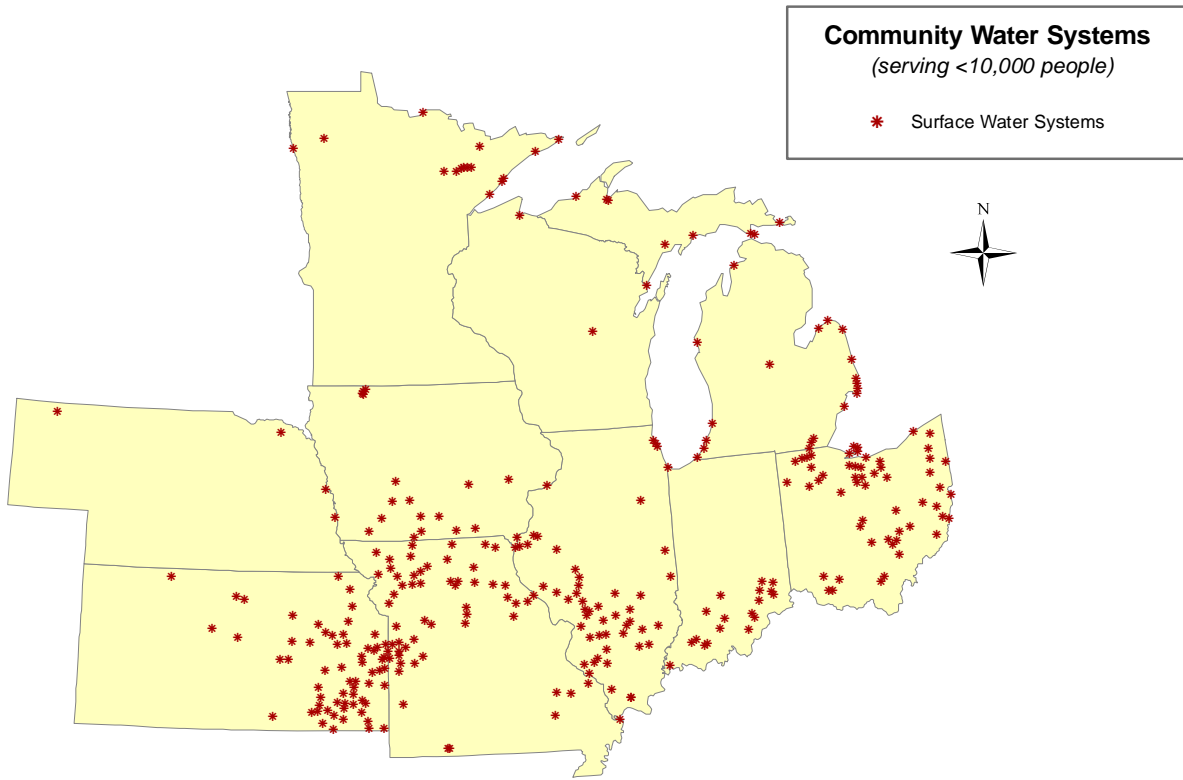 Community Water Systems
(serving <10,000 people)
Surface Water Systems
N